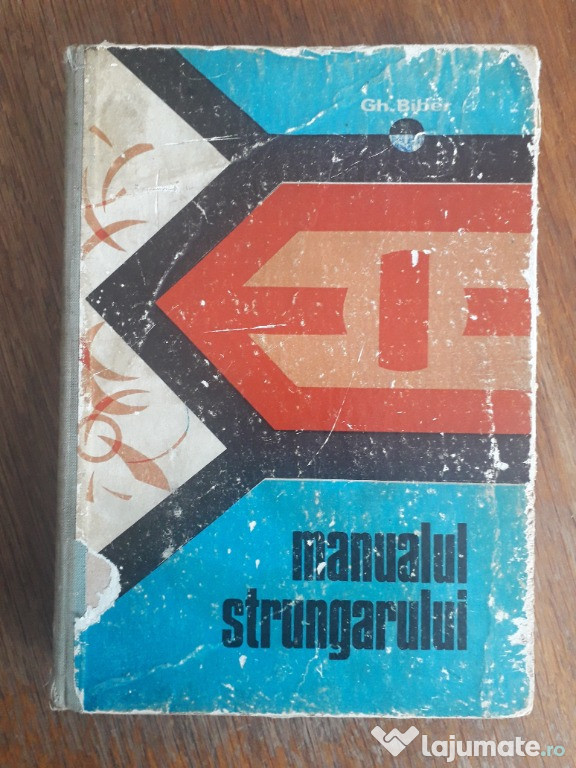 Gh. Biber
manualul
strungarului
lajumate.ro